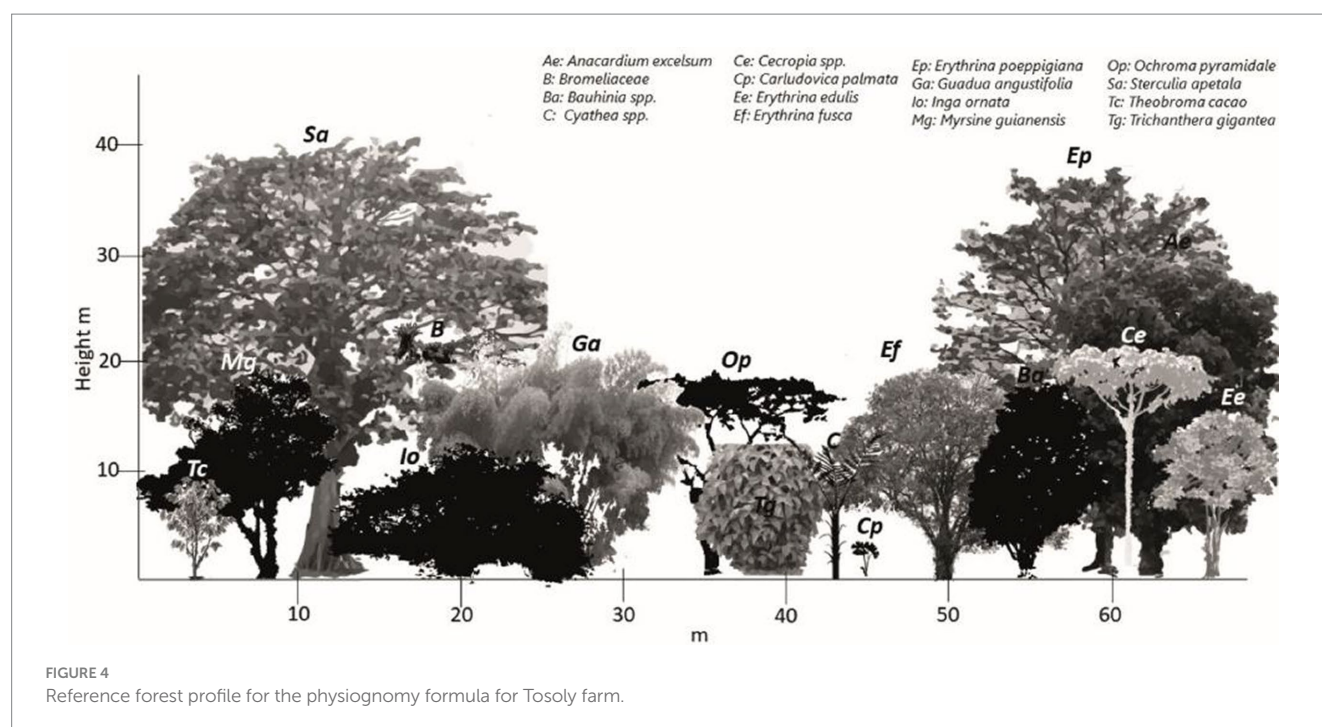 Ae: Anacardium excelsum
B: Bromeliaceae
Ba: Bauhinia spp.
C: Cyathea spp.
Ce: Cecropia spp.
Cp: Carludovica palmata
Ee: Erythrina edulis
Ef: Erythrina fusca
Ep: Erythrina poeppigiana
Ga: Guadua angustifolia
Io: Inga ornata
Mg: Myrsine guianensis
Op: Ochroma pyramidale
Sa: Sterculia apetala
Tc: Theobroma cacao
Tg: Trichanthera gigantea
Height m
40
30
20
10
Sa
Ep
Ae
B
Ga
Ce
Mg
Op
Ef
Ba
Ee
Io
Tc
C
Tg
Cp
10
20
30
40
50
60
m
FIGURE 4
Reference forest profile for the physiognomy formula for Tosoly farm.